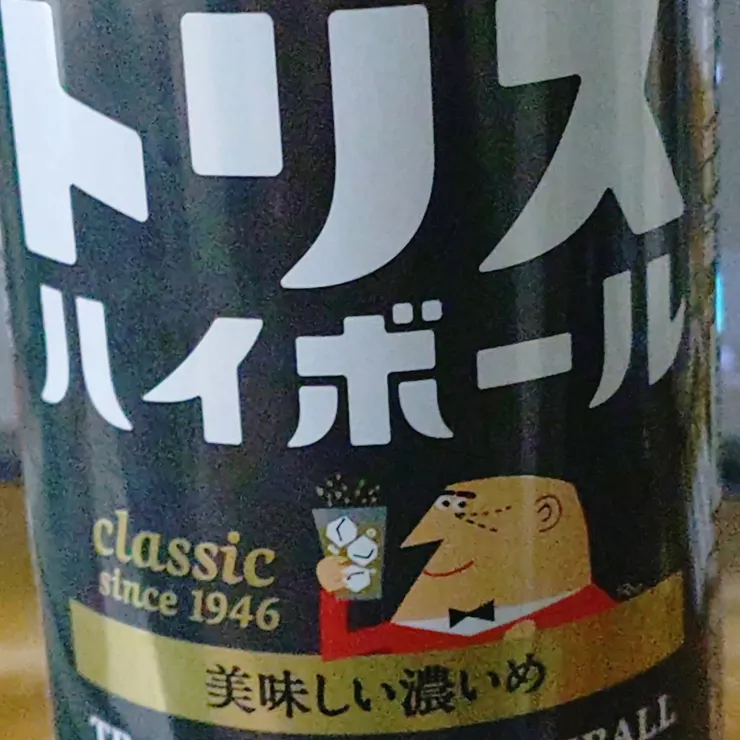 トリス
ハイボール
classic
since 1946
美味しい濃いめ